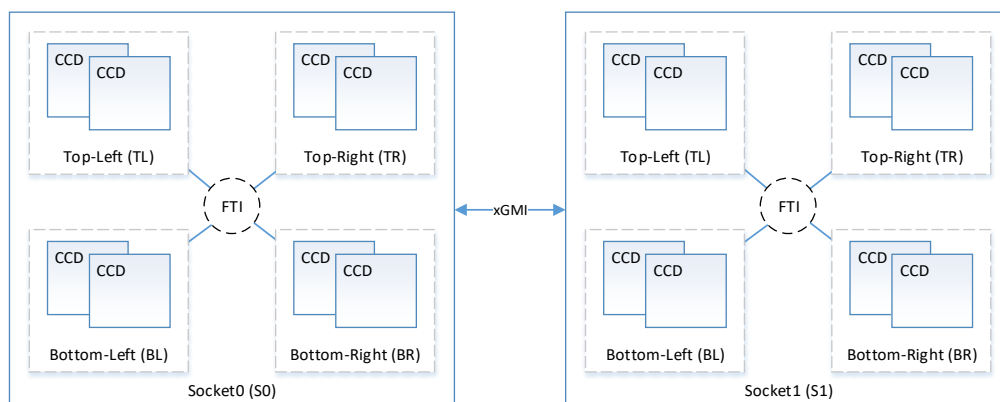 CCD
CCD
Top-Left (TL)
CCD
CCD
Top-Right (TR)
FTI
CCD
CCD
Bottom-Left (BL)
CCD
CCD
Bottom-Right (BR)
Socket0 (S0)
xGMI
CCD
CCD
Top-Left (TL)
CCD
CCD
Top-Right (TR)
FTI
CCD
CCD
Bottom-Left (BL)
CCD
CCD
Bottom-Right (BR)
Socket1 (S1)